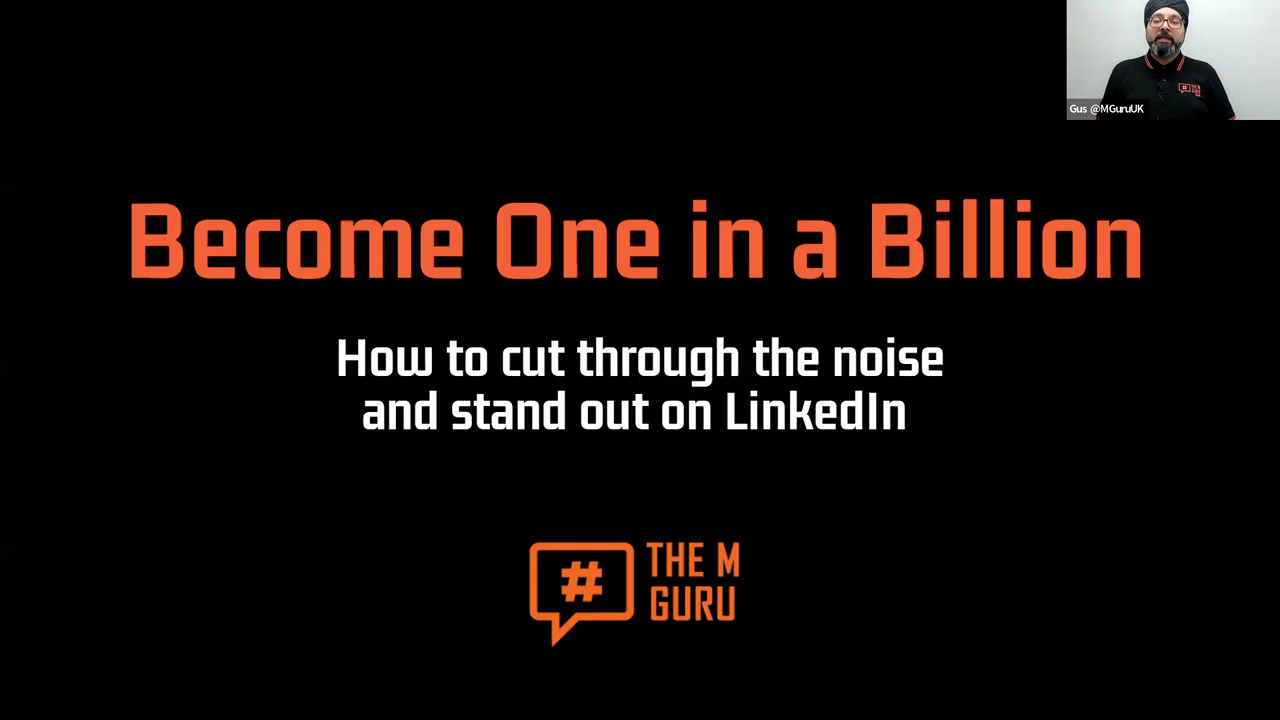 Gus @MGuruUK
Become One in a Billion
How to cut through the noise
and stand out on LinkedIn
#
THE M
GURU